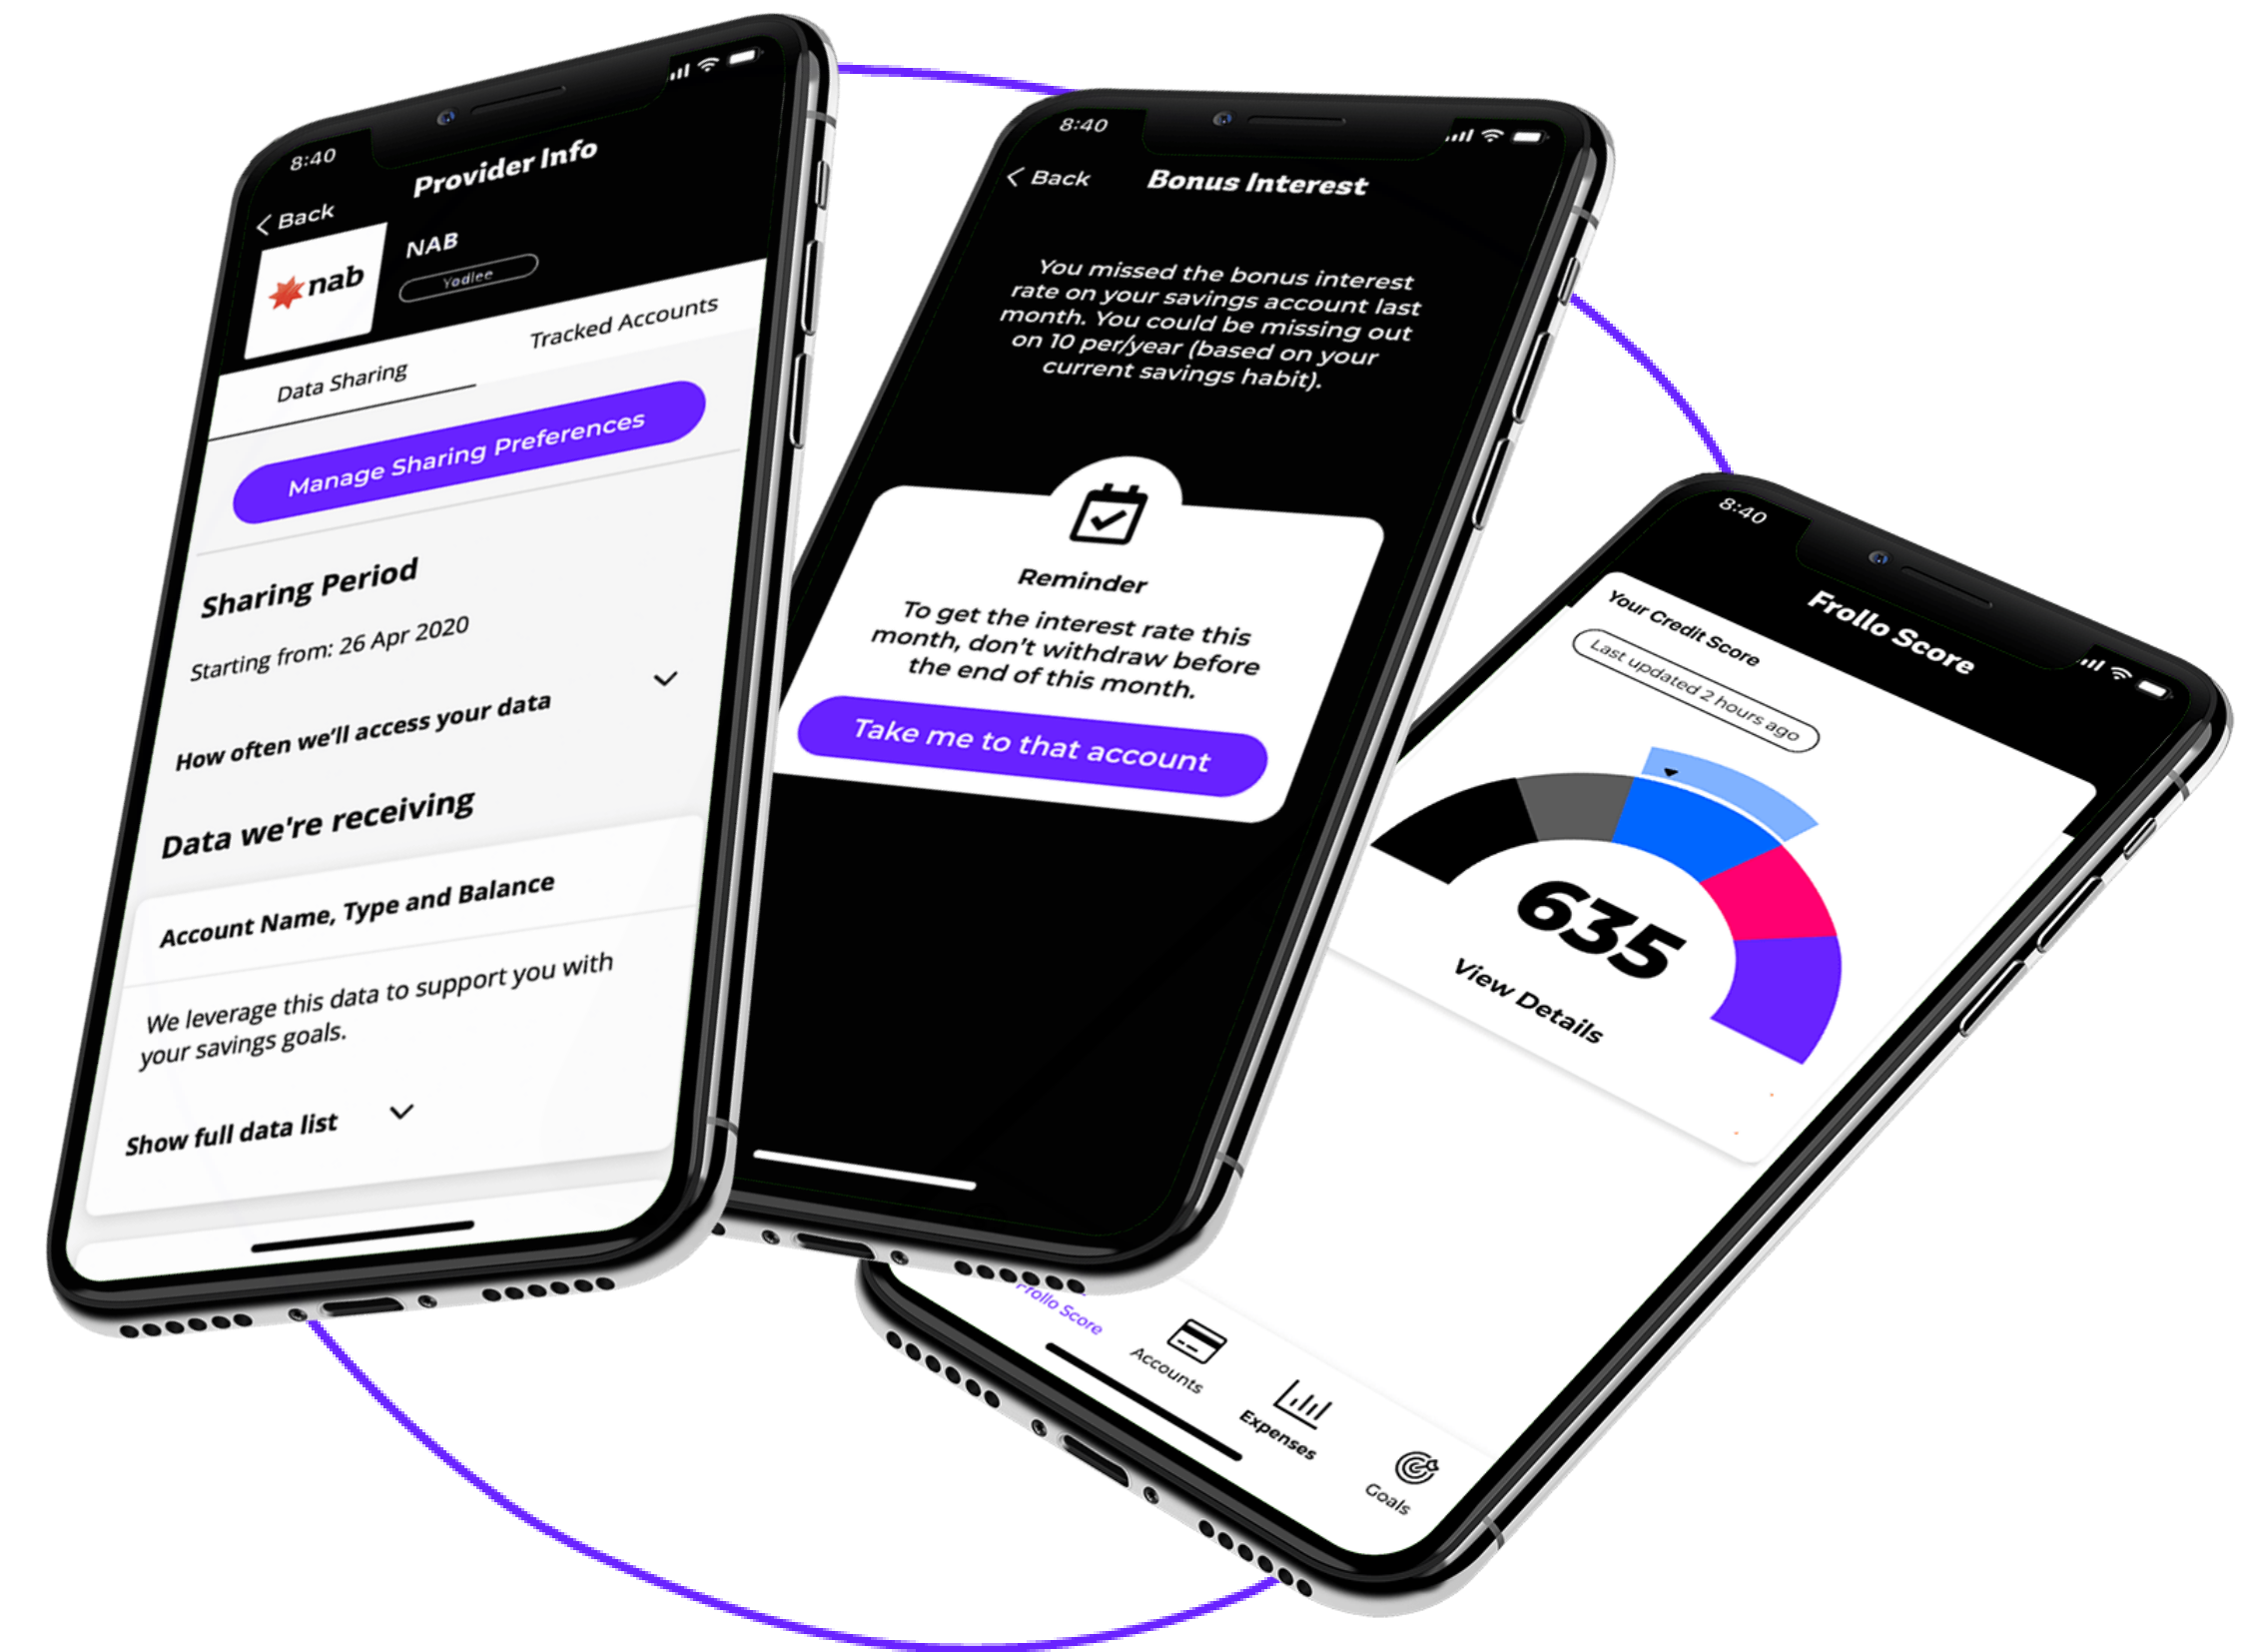 8:40
Provider Info
Back
nab
NAB
Yodlee
Data Sharing
Tracked Accounts
Manage Sharing Preferences
Sharing Period
Starting from: 26 Apr 2020
How often we'll access your data
Data we're receiving
Account Name, Type and Balance
We leverage this data to support you with
your savings goals.
Show full data list
8:40
Back
Bonus Interest
You missed the bonus interest
rate on your savings account last
month. You could be missing out
on 10 per/year (based on your
current savings habit).
Reminder
To get the interest rate this
month, don't withdraw before
the end of this month.
Take me to that account
8:40
Frollo Score
Your Credit Score
Last updated 2 hours ago
635
View Details
Frollo Score
Accounts
Expenses
Goals